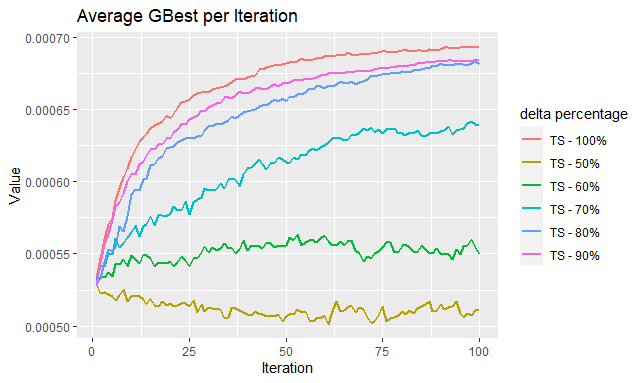 Average GBest per Iteration
0.00070
0.00065
0.00060
0.00055
0.00050
Value
0
25
50
75
100
Iteration
delta percentage
TS - 100%
TS - 50%
TS - 60%
TS - 70%
TS - 80%
TS - 90%